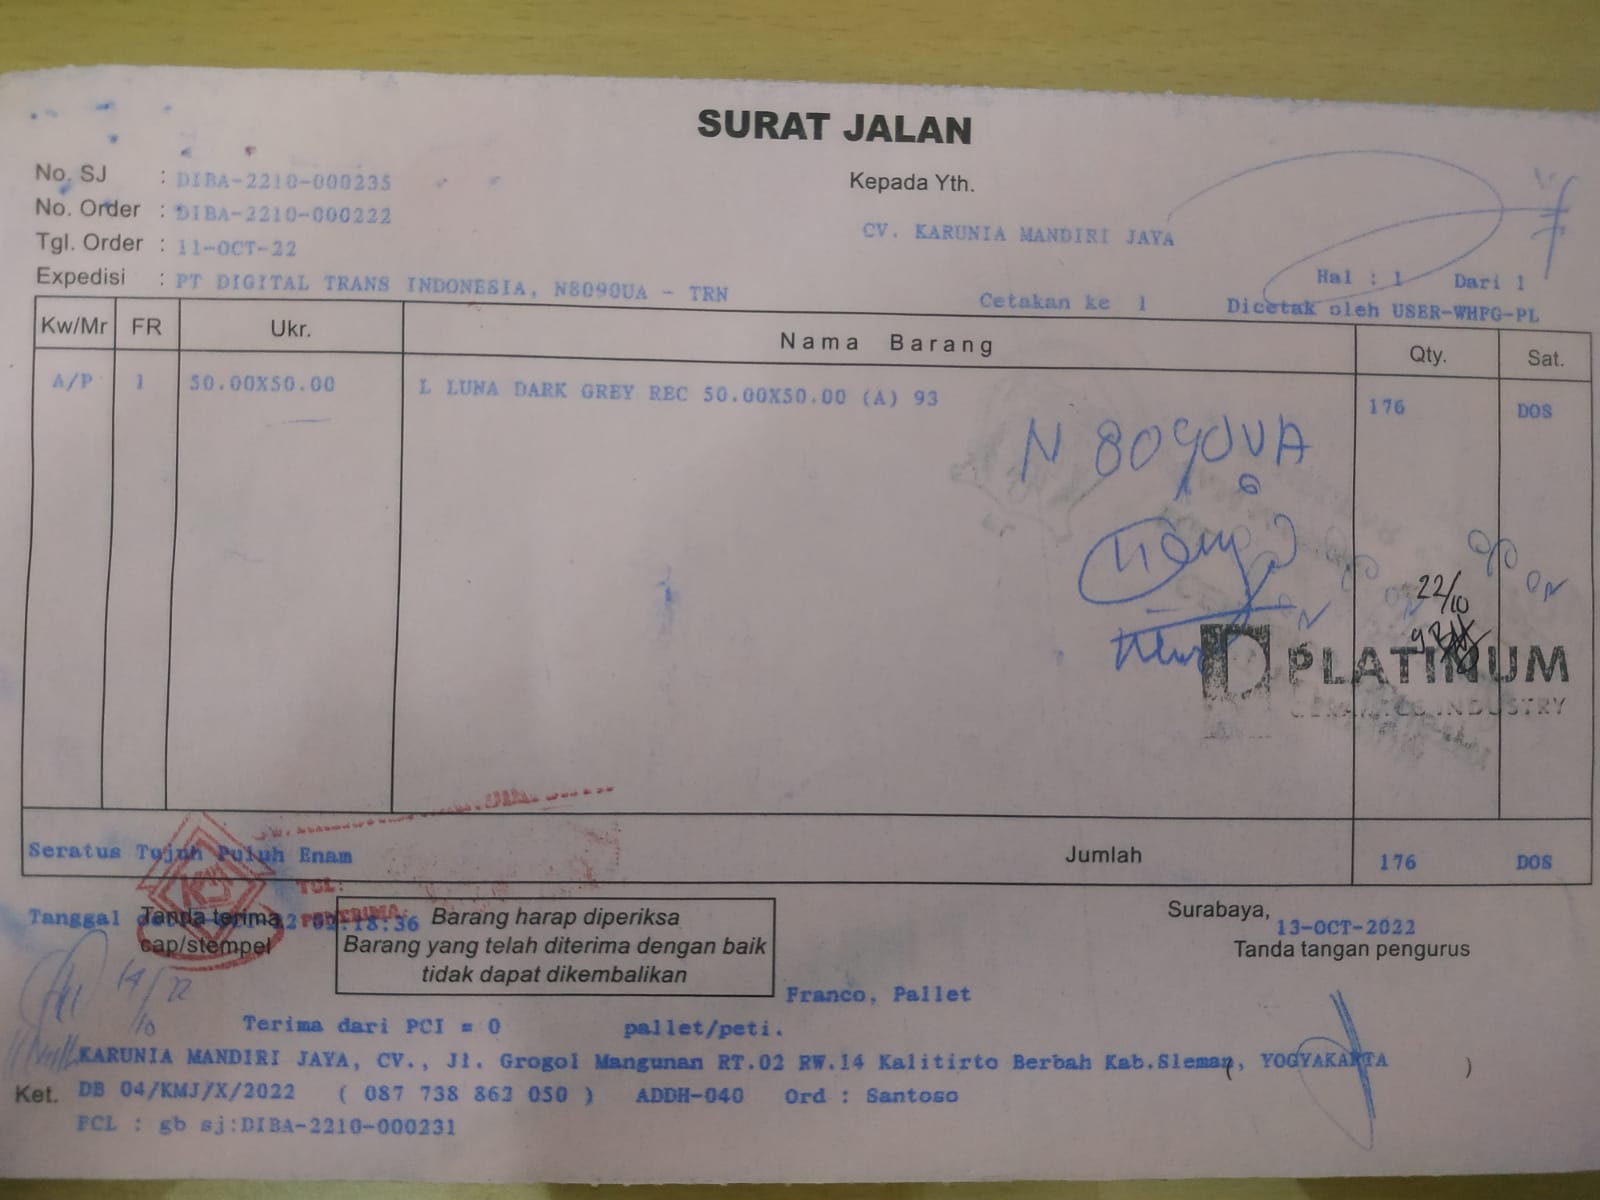 SURAT JALAN
No. SJ : DIBA-2210-000235
No. Order : DIBA-2210-000222
Tgl. Order : 11-OCT-22
Expedisi : PT DIGITAL TRANS INDONESIA, N8090UA - TRN
Kepada Yth.
CV. KARUNIA MANDIRI JAYA
Hal : 1 Dari 1
Cetakan ke 1 Dicetak oleh USER-WHFG-PL
Kw/Mr FR Ukr. Nama Barang Qty. Sat.
A/P 1 50.00X50.00 L LUNA DARK GREY REC 50.00X50.00 (A) 93 176 DOS
N 8090UA
22/10
PLATINUM
CERAMICS INDUSTRY
Seratus Tujuh Puluh Enam Jumlah 176 DOS
TGL:
PENERIMA:
Tanggal :18:36
Tanda terima
cap/stempel
Barang harap diperiksa
Barang yang telah diterima dengan baik
tidak dapat dikembalikan
Surabaya, 13-OCT-2022
Tanda tangan pengurus
14/10 22
Franco, Pallet
Terima dari PCI = 0 pallet/peti.
KARUNIA MANDIRI JAYA, CV., Jl. Grogol Mangunan RT.02 RW.14 Kalitirto Berbah Kab.Sleman, YOGYAKARTA
( )
Ket. DB 04/KMJ/X/2022 ( 087 738 862 050 ) ADDH-040 Ord : Santoso
FCL : gb sj:DIBA-2210-000231